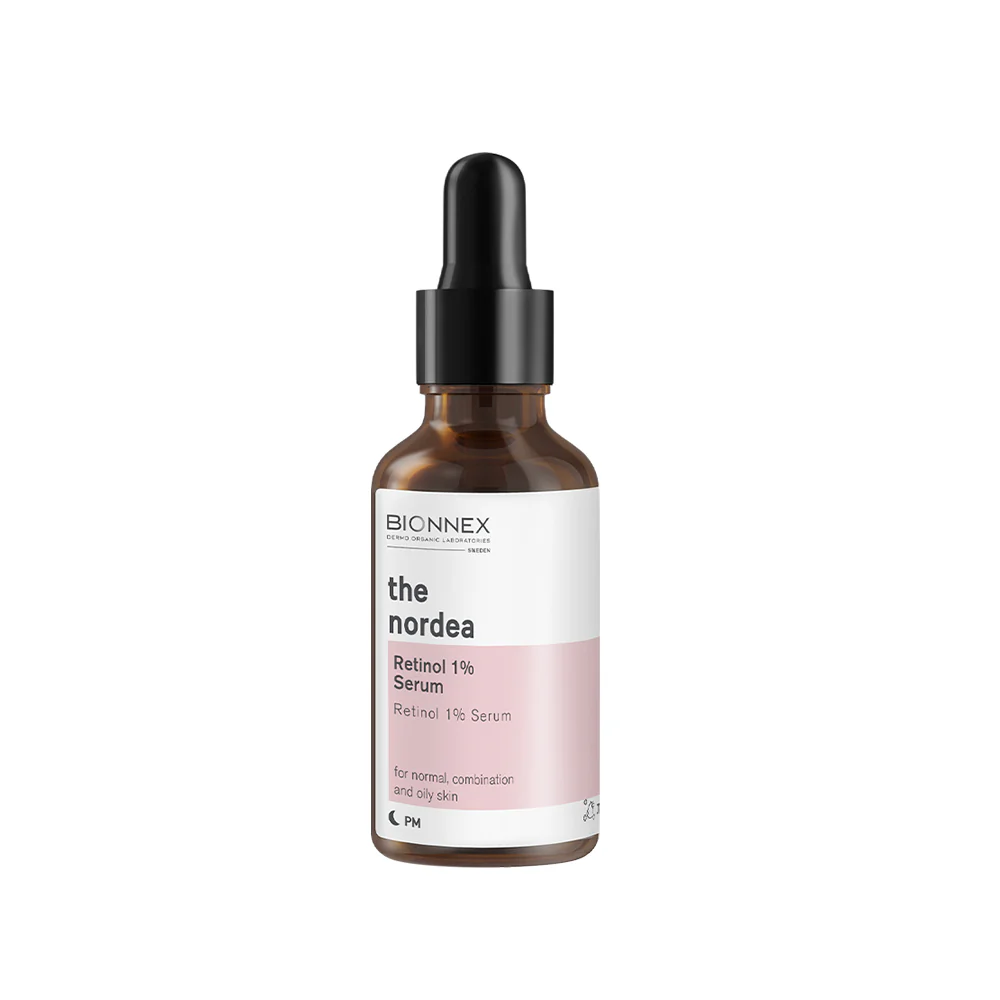 BIONNEX
DERMO ORGANIC LABORATORIES
SWEDEN
the
nordea
Retinol 1%
Serum
Retinol 1% Serum
for normal, combination
and oily skin
PM